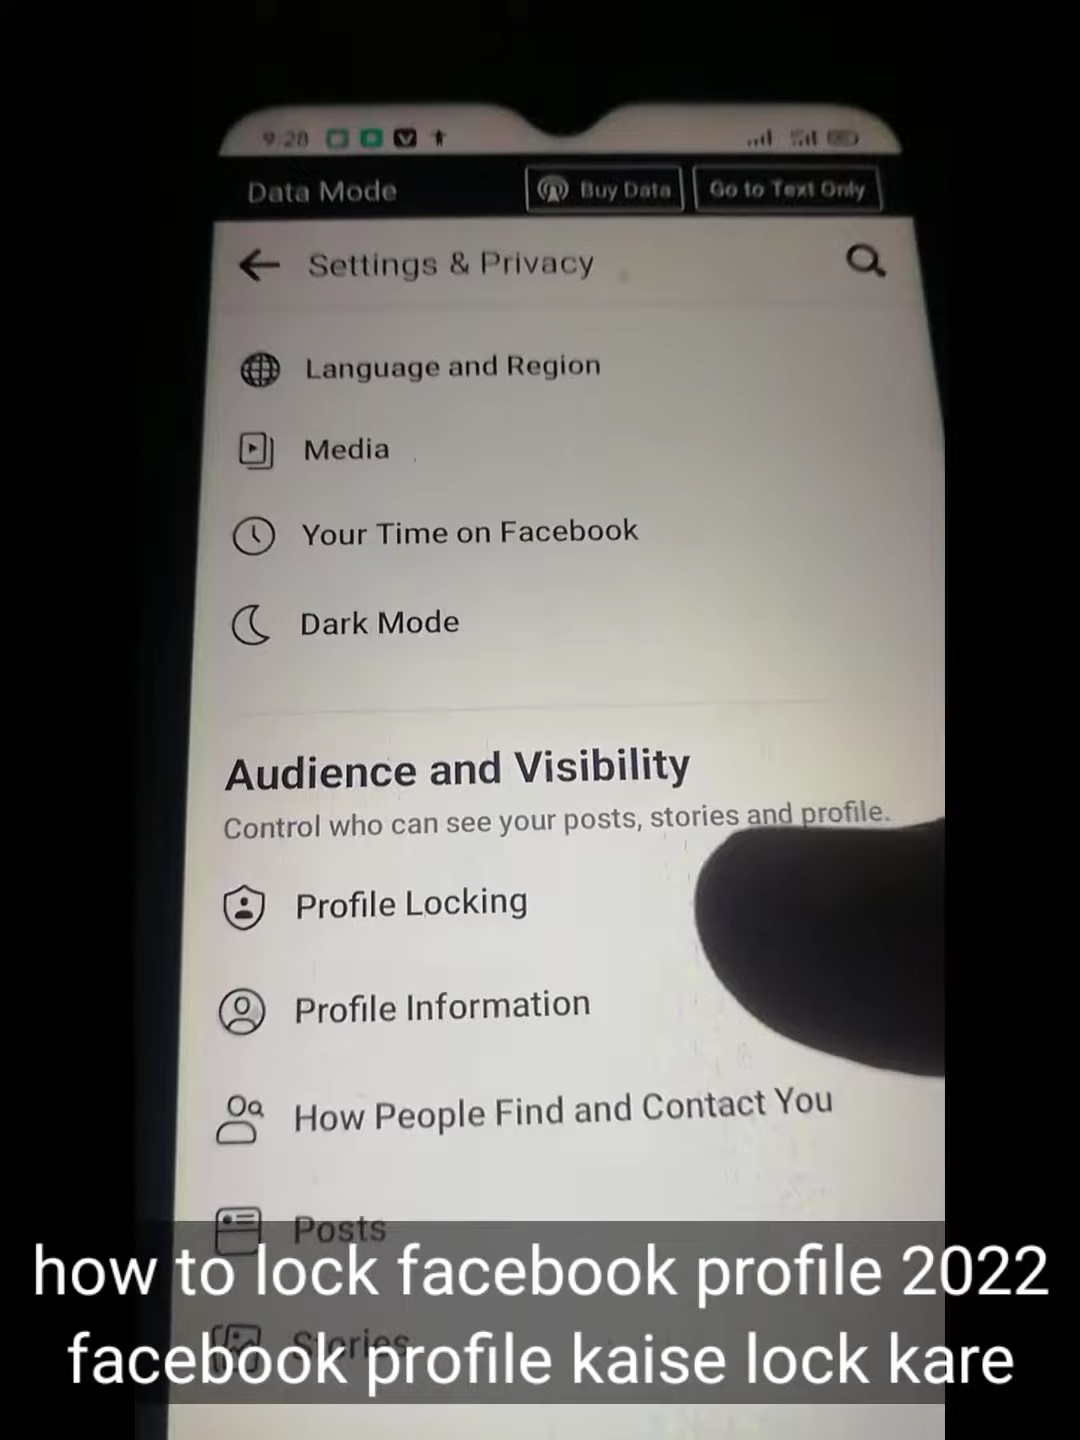 9:28
Data Mode
Buy Data
Go to Text Only
Settings & Privacy
Language and Region
Media
Your Time on Facebook
Dark Mode
Audience and Visibility
Control who can see your posts, stories and profile.
Profile Locking
Profile Information
How People Find and Contact You
Posts
how to lock facebook profile 2022
Stories
facebook profile kaise lock kare